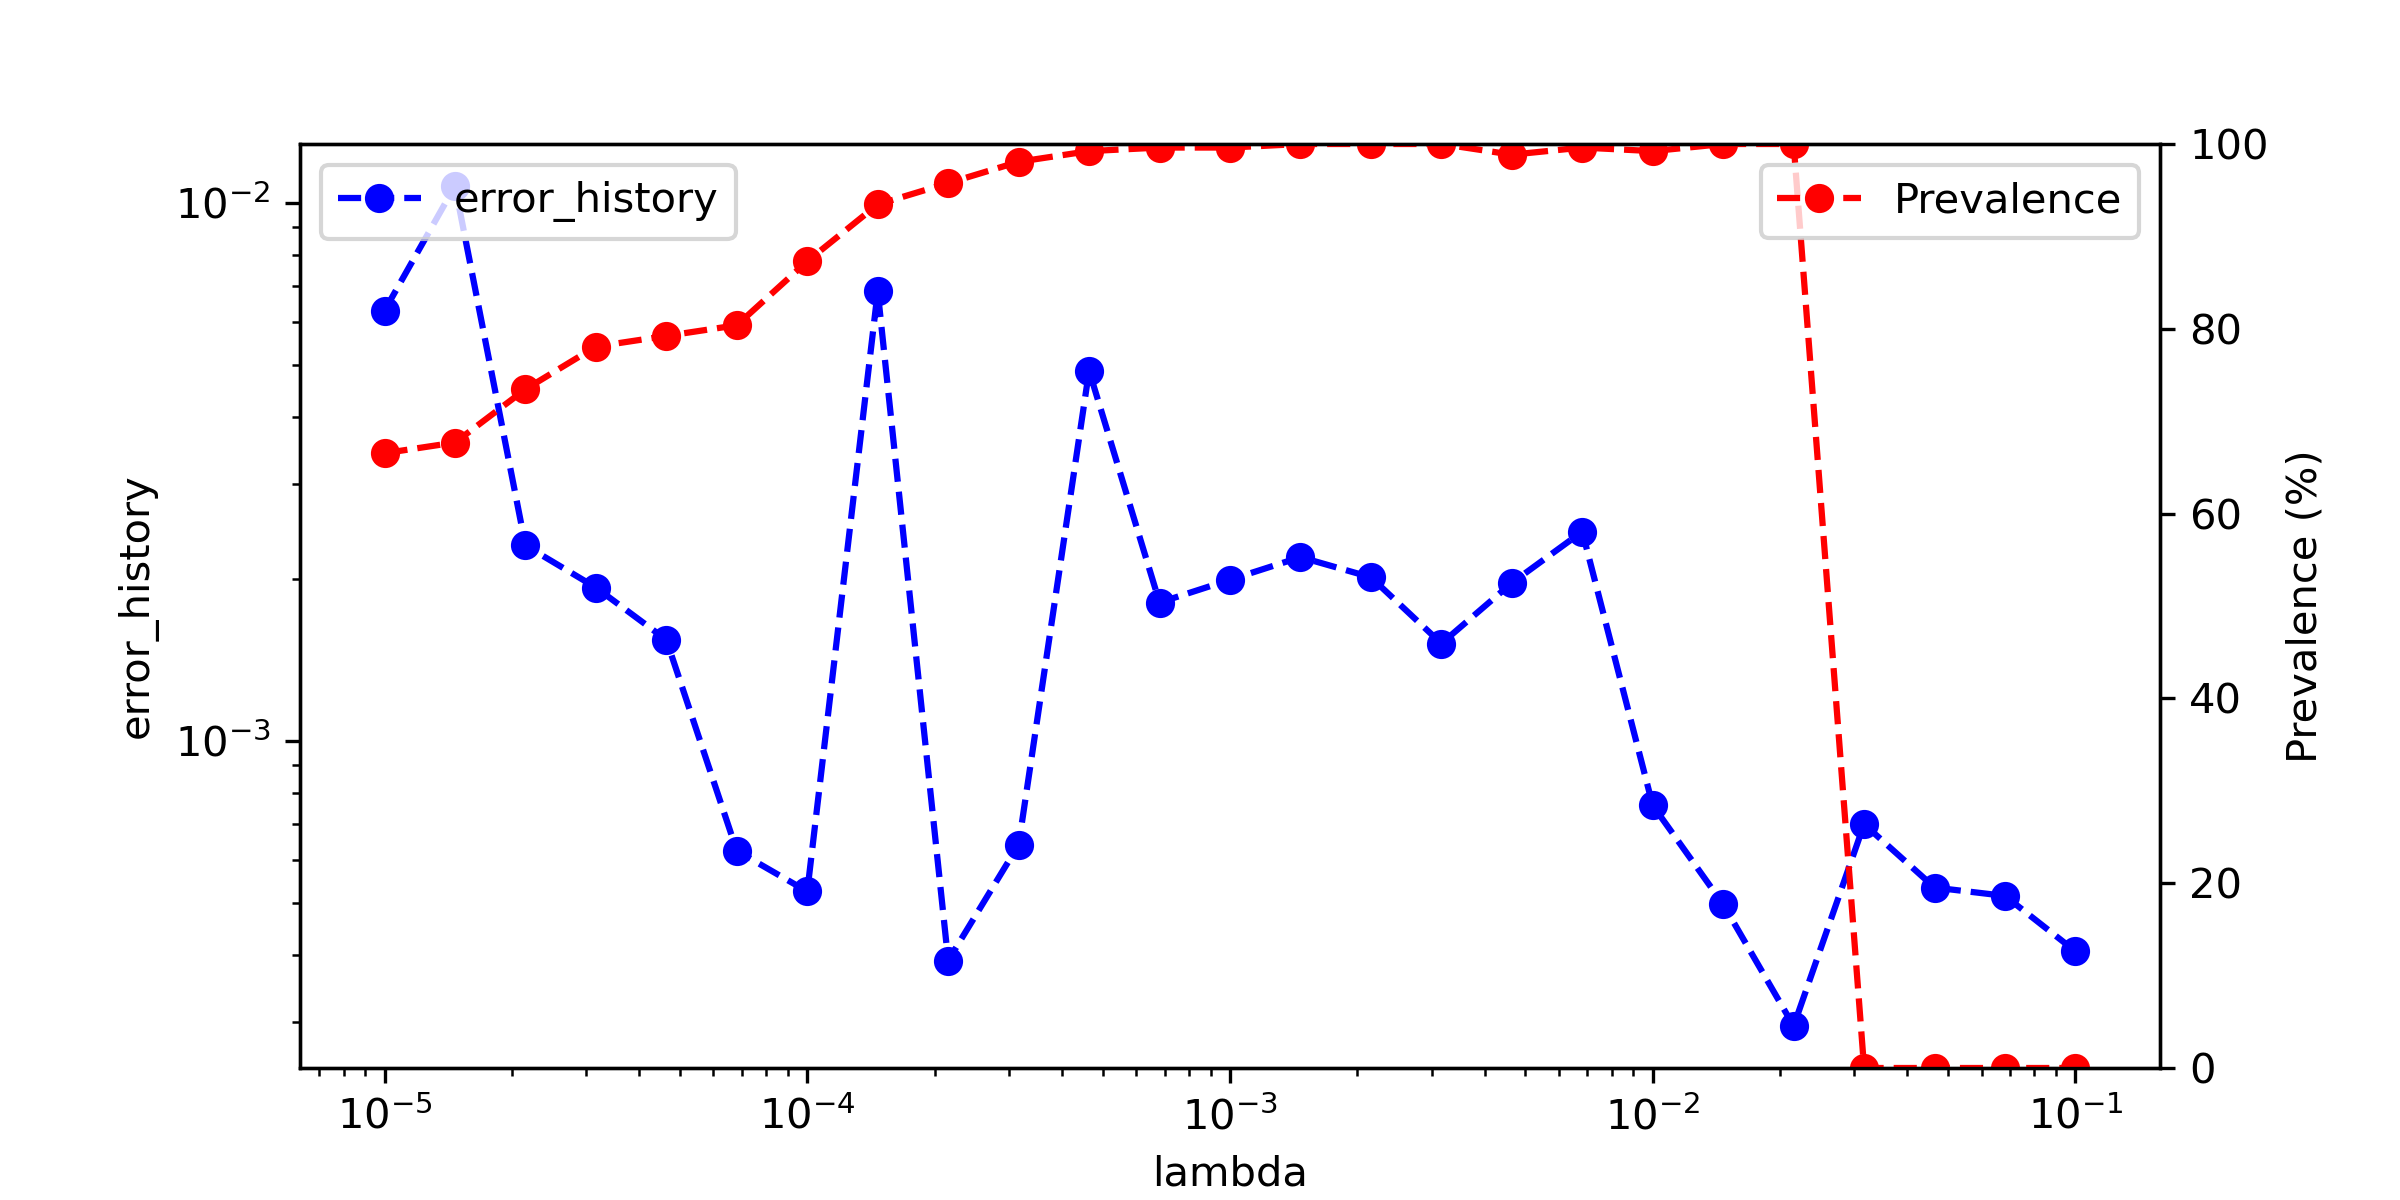 error_history
Prevalence
10⁻²
10⁻³
error_history
100
80
60
40
20
0
Prevalence (%)
10⁻⁵ 10⁻⁴ 10⁻³ 10⁻² 10⁻¹
lambda